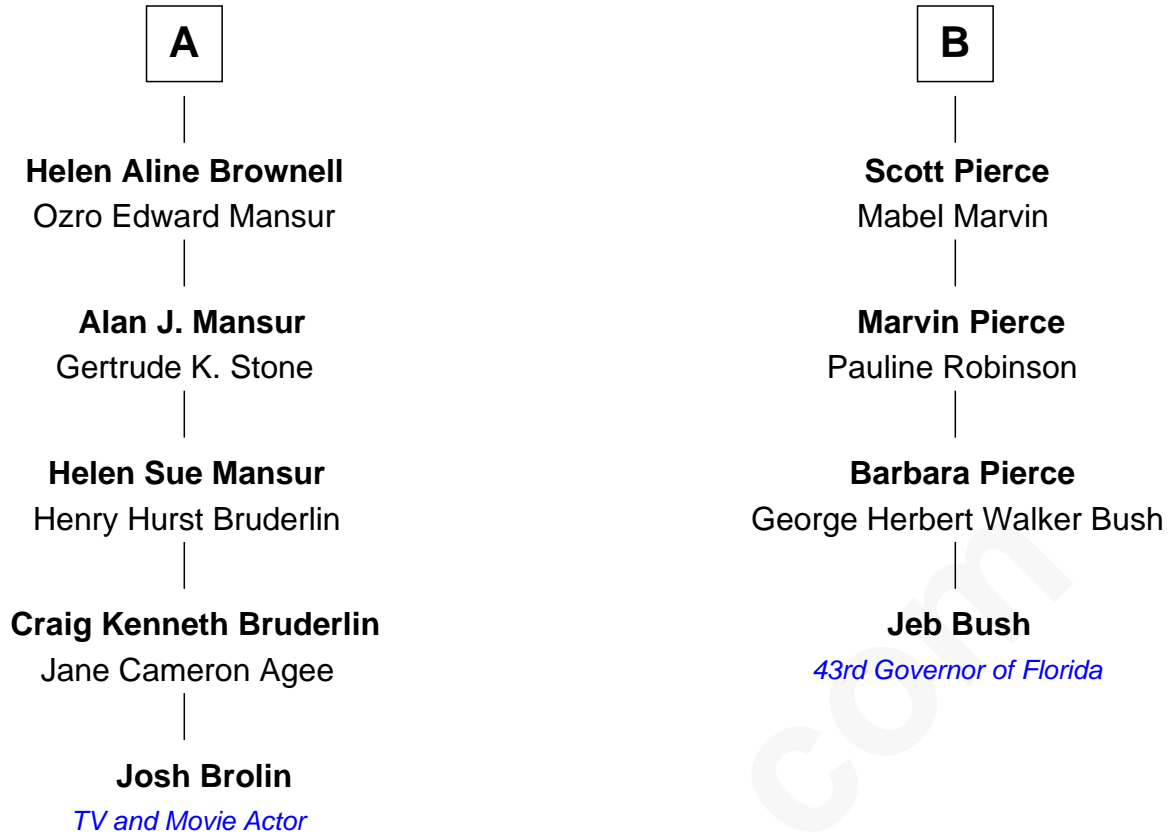 A
Helen Aline Brownell
Ozro Edward Mansur
Alan J. Mansur
Gertrude K. Stone
Helen Sue Mansur
Henry Hurst Bruderlin
Craig Kenneth Bruderlin
Jane Cameron Agee
Josh Brolin
TV and Movie Actor
B
Scott Pierce
Mabel Marvin
Marvin Pierce
Pauline Robinson
Barbara Pierce
George Herbert Walker Bush
Jeb Bush
43rd Governor of Florida
com